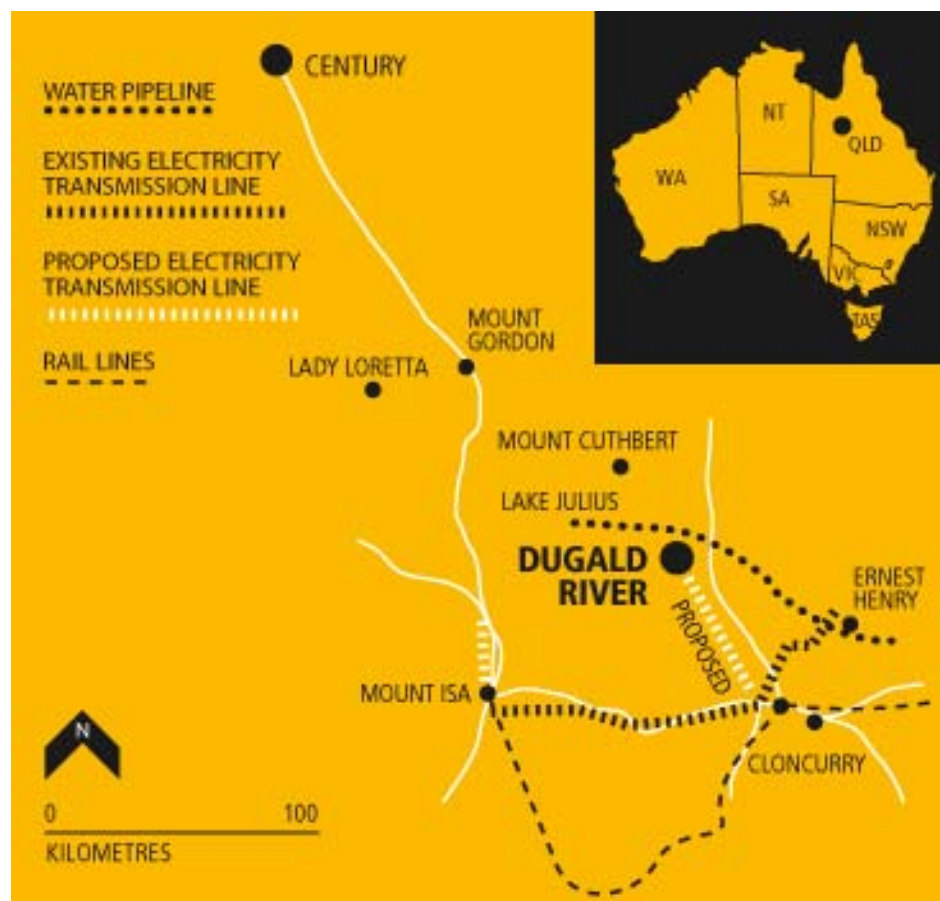 CENTURY
WATER PIPELINE
EXISTING ELECTRICITY
TRANSMISSION LINE
PROPOSED ELECTRICITY
TRANSMISSION LINE
RAIL LINES
NT
QLD
WA
SA
NSW
VIC
TAS
MOUNT
GORDON
LADY LORETTA
MOUNT CUTHBERT
LAKE JULIUS
DUGALD
RIVER
ERNEST
HENRY
PROPOSED
MOUNT ISA
CLONCURRY
N
0 100
KILOMETRES